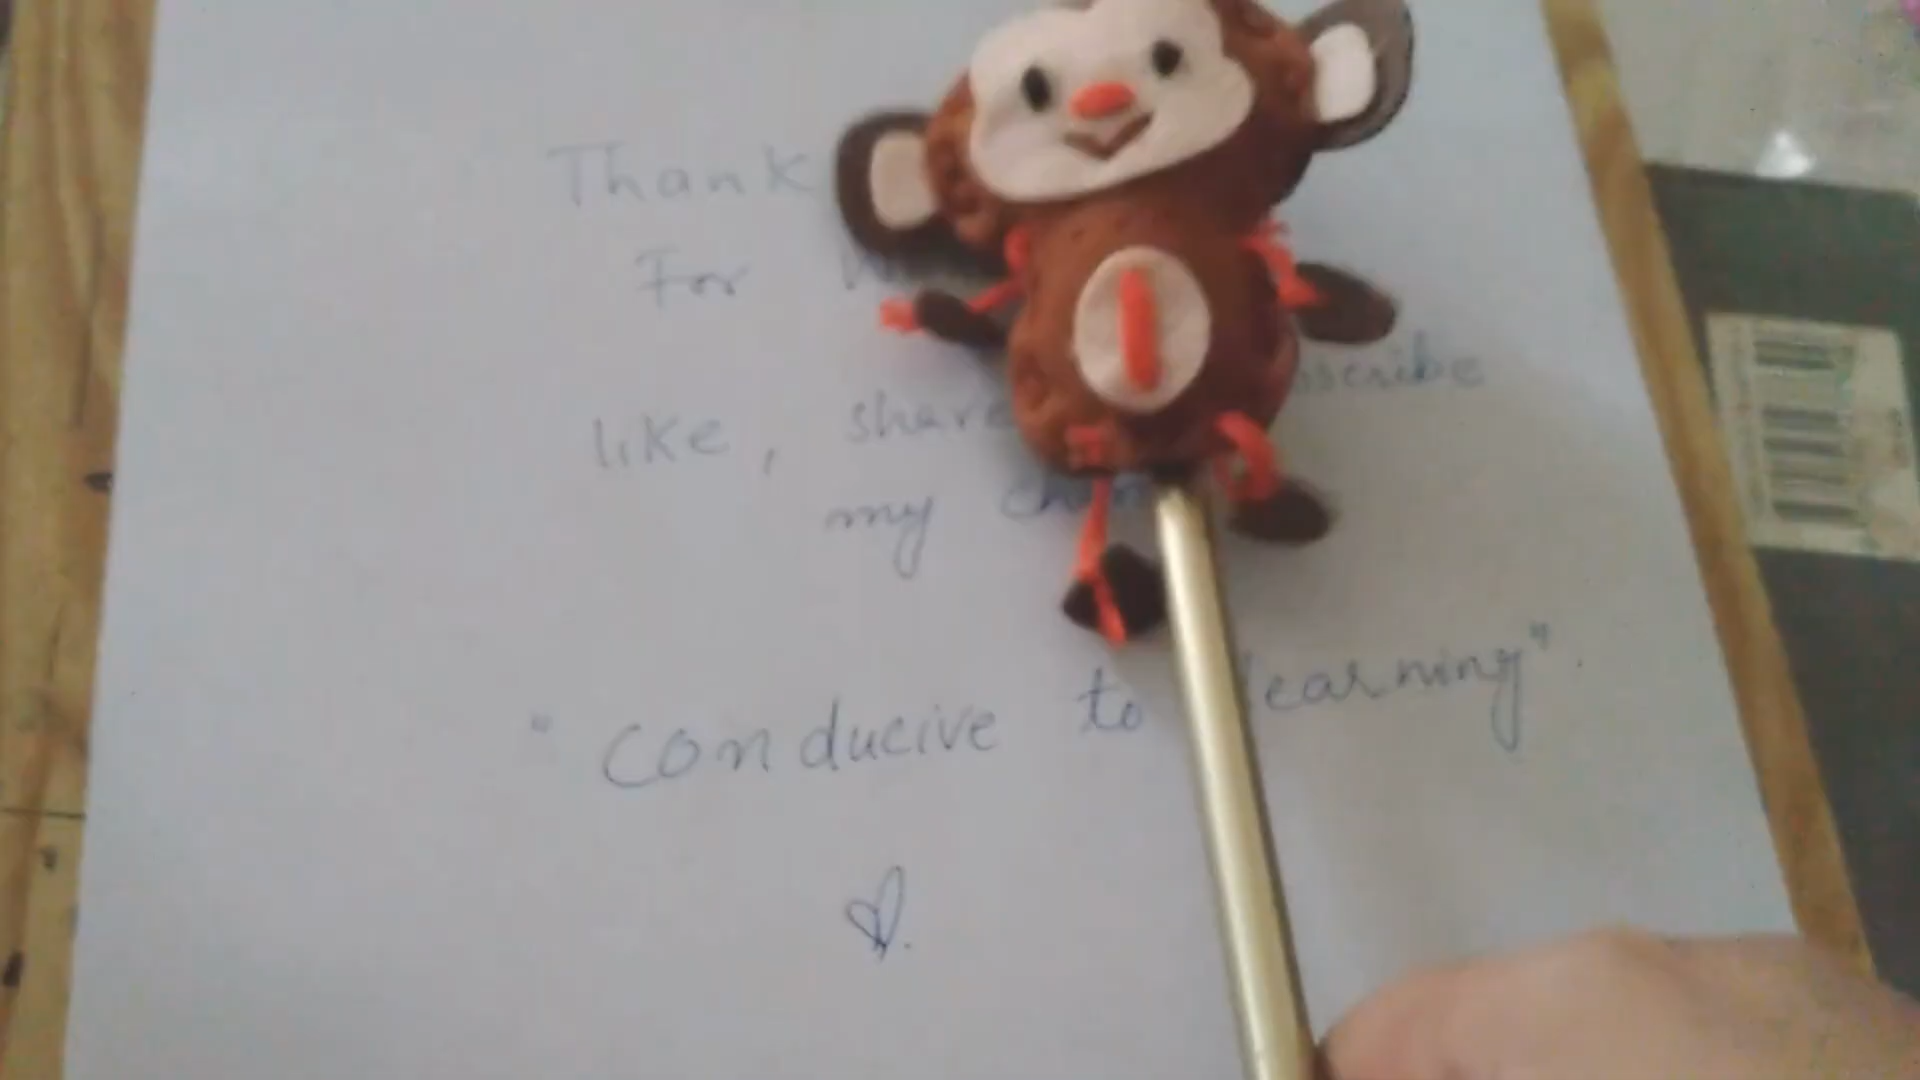 Thank
For
like, share
my
" Conducive to learning".